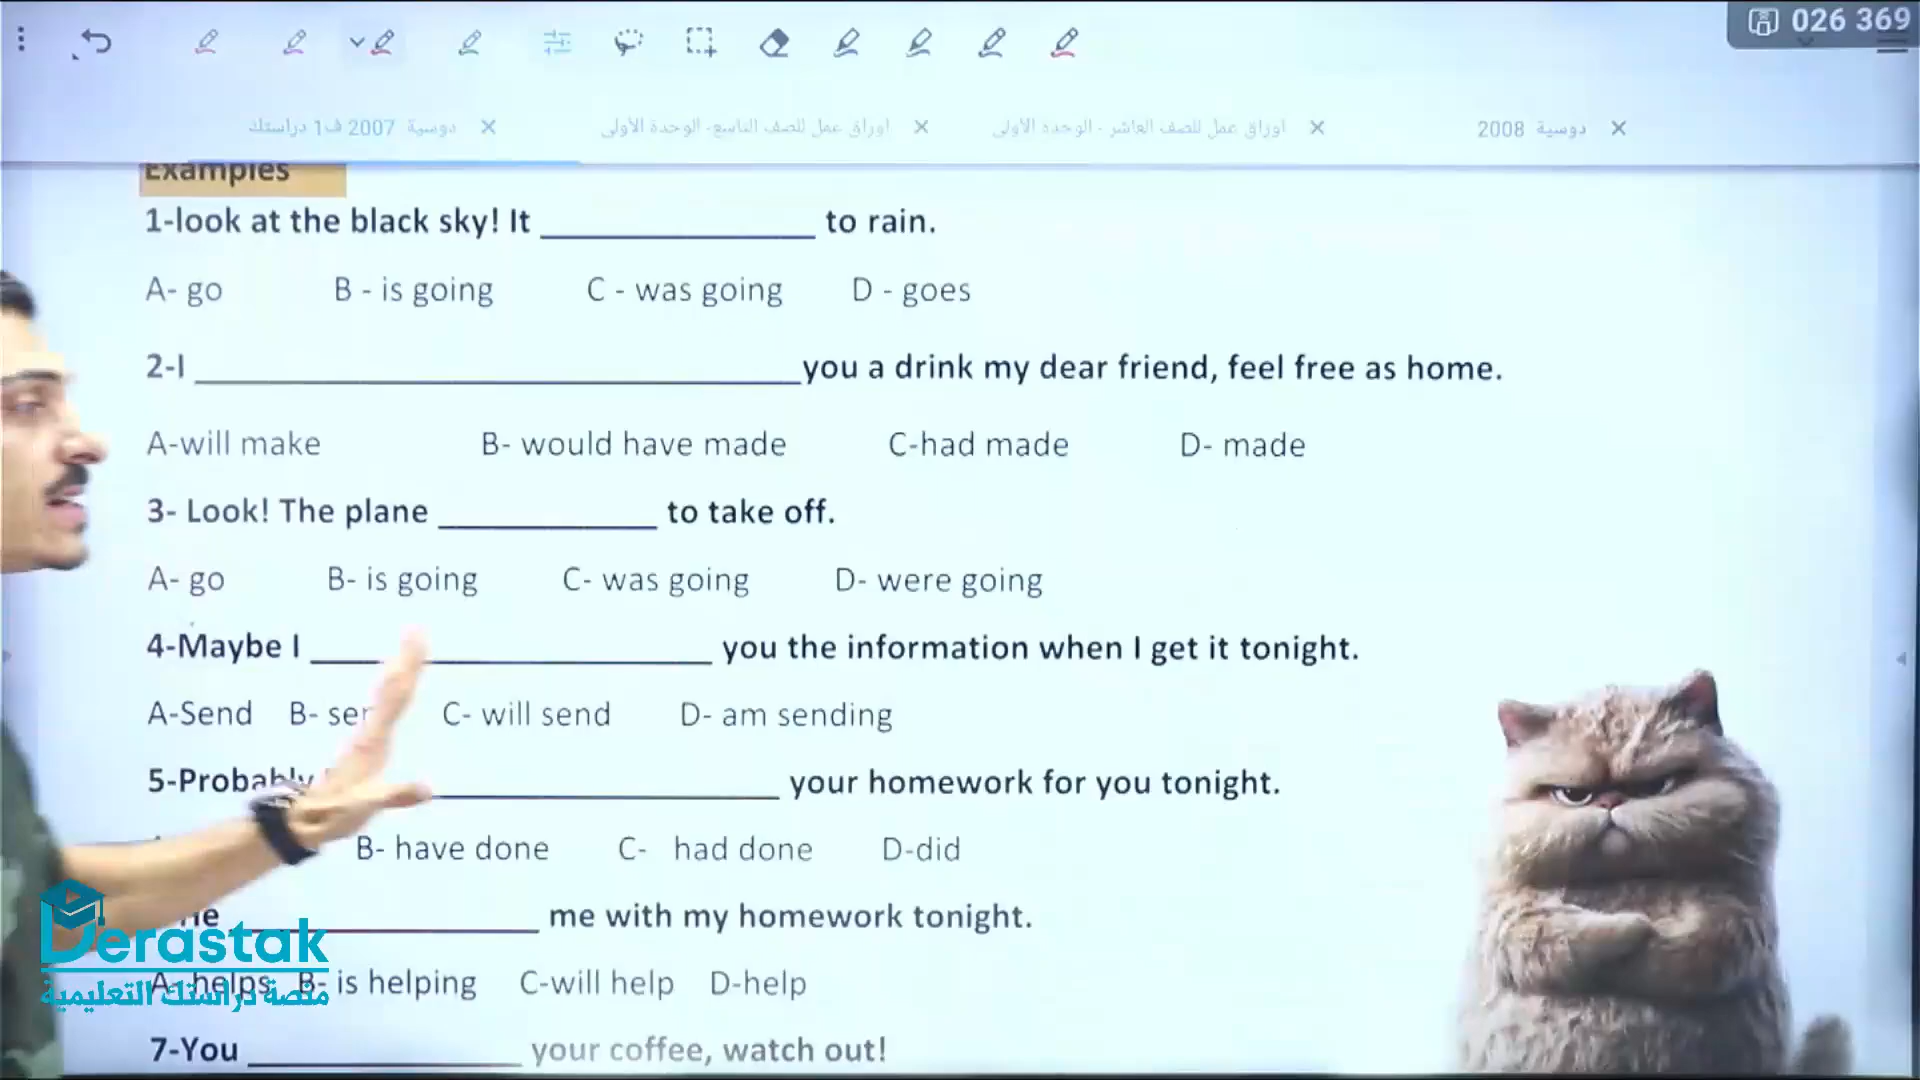 026 369
دوسية 2007 ف1 دراستك
اوراق عمل للصف التاسع- الوحدة الأولى
اوراق عمل للصف العاشر - الوحدة الأولى
دوسية 2008
Examples
1-look at the black sky! It ______________ to rain.
A- go B - is going C - was going D - goes
2-I ______________________________you a drink my dear friend, feel free as home.
A-will make B- would have made C-had made D- made
3- Look! The plane ___________ to take off.
A- go B- is going C- was going D- were going
4-Maybe I ____________________ you the information when I get it tonight.
A-Send B- C- will send D- am sending
5-Probably __________________ your homework for you tonight.
B- have done C- had done D-did
________________ me with my homework tonight.
A- helps B- is helping C-will help D-help
7-You ______________ your coffee, watch out!
Derastak
منصة دراستك التعليمية